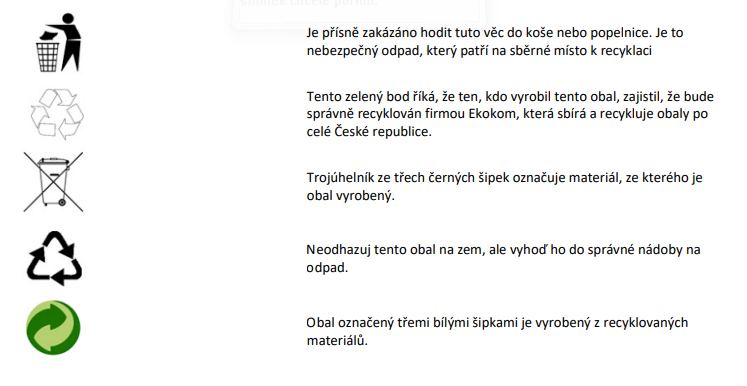 Je přísně zakázáno hodit tuto věc do koše nebo popelnice. Je to
nebezpečný odpad, který patří na sběrné místo k recyklaci
Tento zelený bod říká, že ten, kdo vyrobil tento obal, zajistil, že bude
správně recyklován firmou Ekokom, která sbírá a recykluje obaly po
celé České republice.
Trojúhelník ze třech černých šipek označuje materiál, ze kterého je
obal vyrobený.
Neodhazuj tento obal na zem, ale vyhoď ho do správné nádoby na
odpad.
Obal označený třemi bílými šipkami je vyrobený z recyklovaných
materiálů.